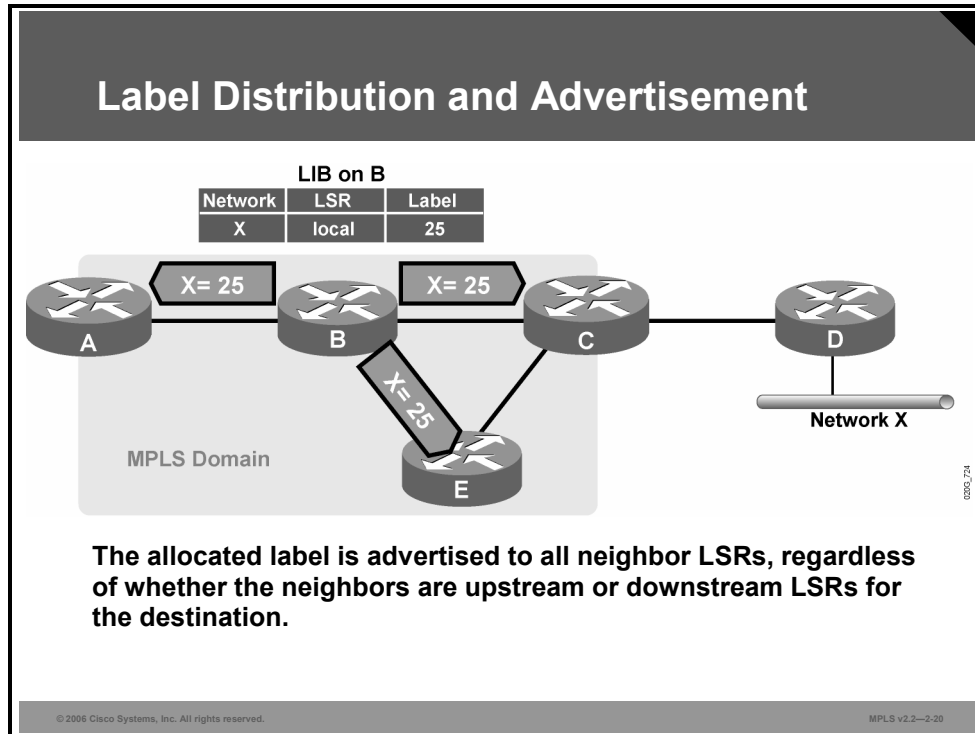 Label Distribution and Advertisement
LIB on B
Network LSR Label
X local 25
X= 25
X= 25
A
B
C
D
X= 25
Network X
MPLS Domain
E
020G_724
The allocated label is advertised to all neighbor LSRs, regardless
of whether the neighbors are upstream or downstream LSRs for
the destination.
© 2006 Cisco Systems, Inc. All rights reserved.
MPLS v2.2—2-20